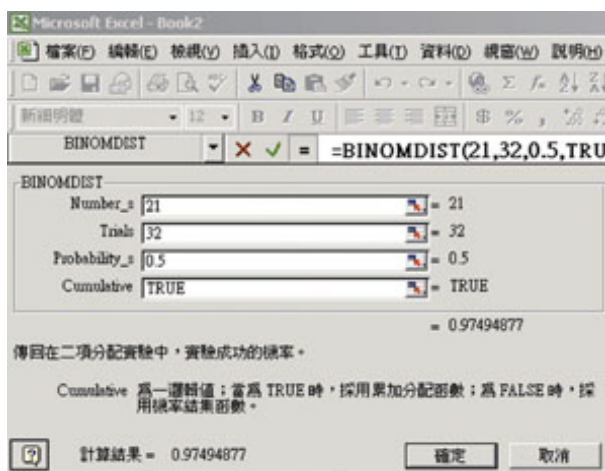 Microsoft Excel - Book2
檔案(F) 編輯(E) 檢視(V) 插入(I) 格式(O) 工具(T) 資料(D) 視窗(W) 說明(H)
新細明體 12 B I U $ % ,
BINOMDIST = =BINOMDIST(21,32,0.5,TRU
BINOMDIST
Number_s 21 = 21
Trials 32 = 32
Probability_s 0.5 = 0.5
Cumulative TRUE = TRUE
= 0.97494877
傳回在二項分配實驗中，實驗成功的機率。
Cumulative 為一邏輯值；當為 TRUE 時，採用累加分配函數；為 FALSE 時，採
用機率結集函數。
計算結果 = 0.97494877 確定 取消